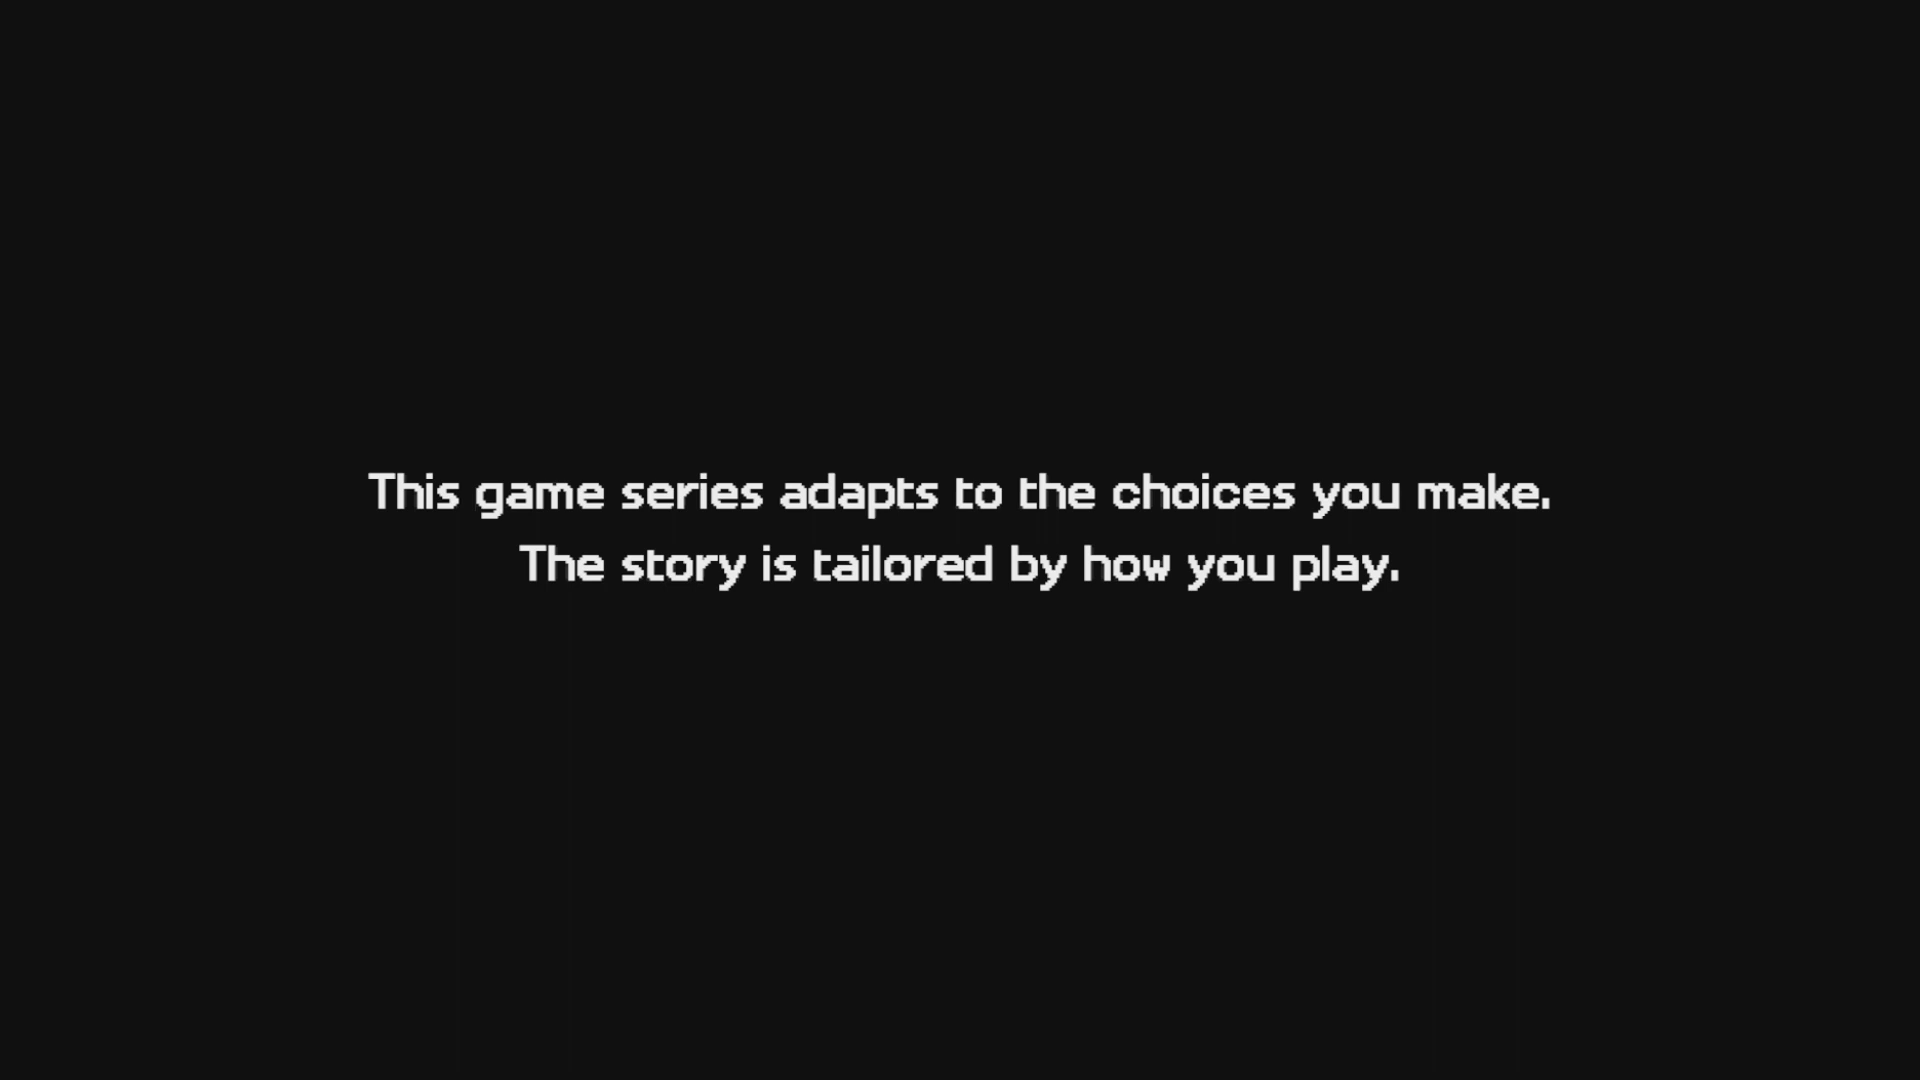 This game series adapts to the choices you make.
The story is tailored by how you play.